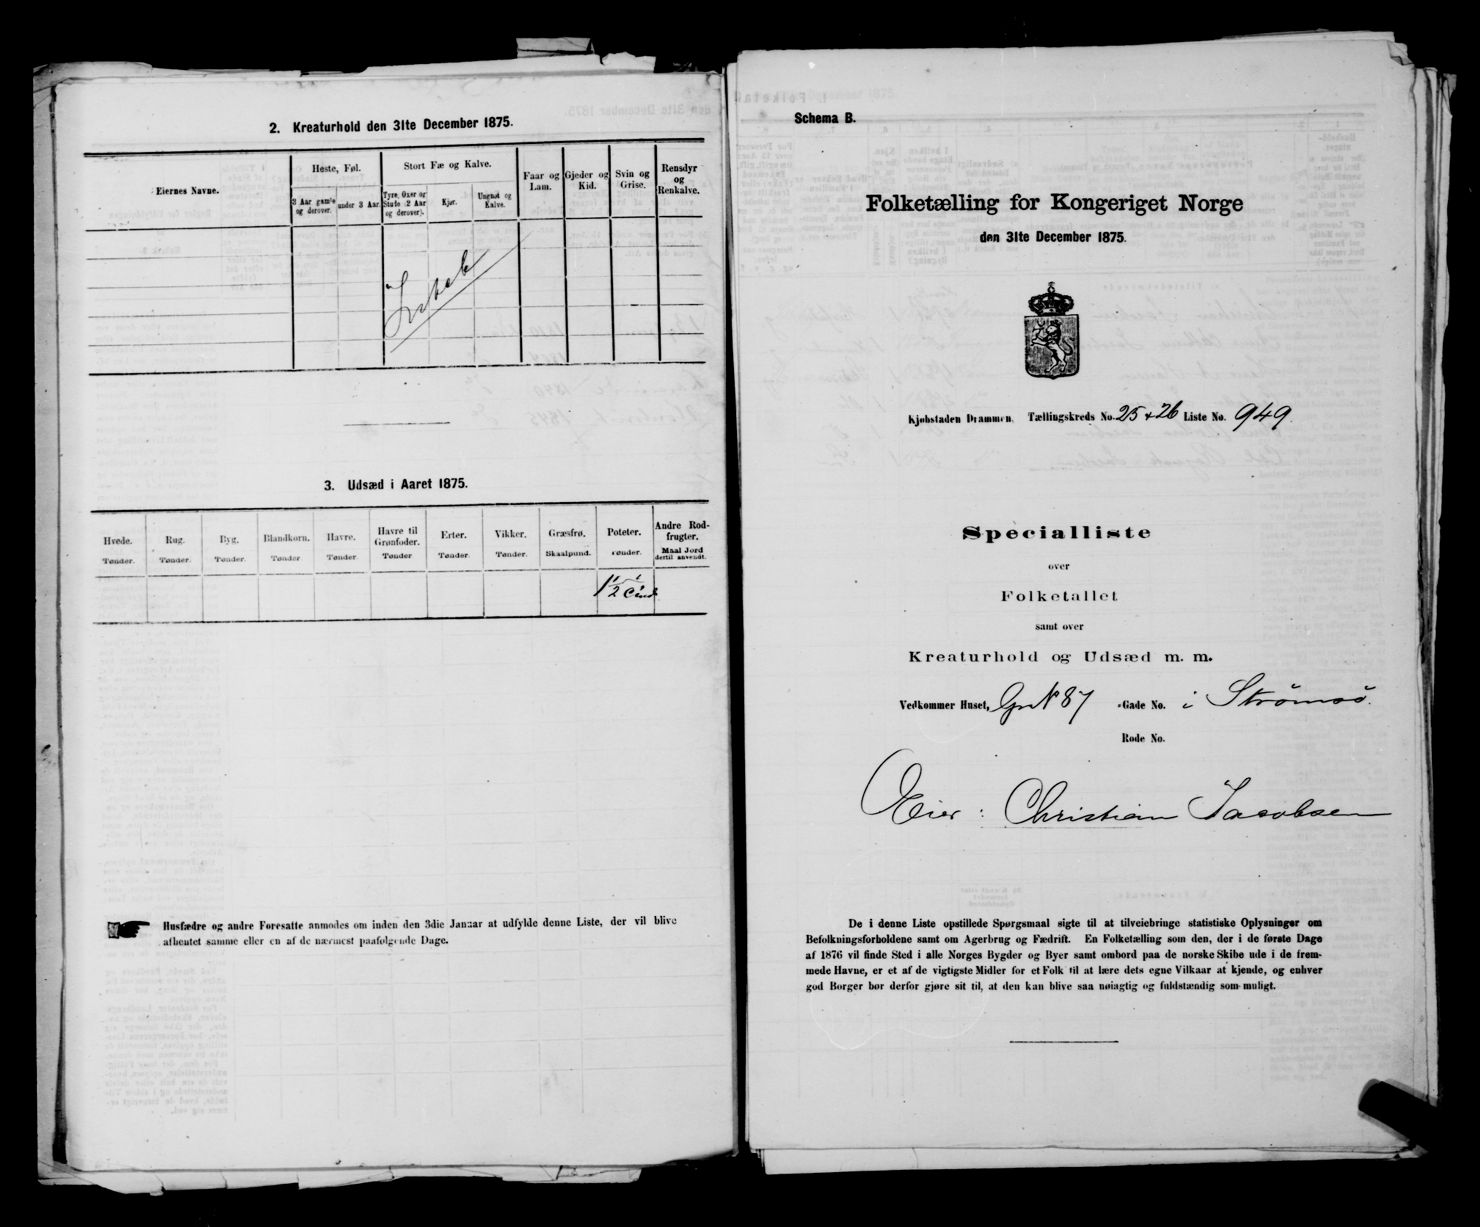 2. Kreaturhold den 31te December 1875.
Eiernes Navne.
Heste, Føl.
3 Aar gamle og derover.
under 3 Aar.
Stort Fæ og Kalve.
Tyre, Oxer og Stude (2 Aar og derover).
Kjør.
Ungnøt og Kalve.
Faar og Lam.
Gjeder og Kid.
Svin og Grise.
Rensdyr og Renkalve.
3. Udsæd i Aaret 1875.
Hvede. Tønder.
Rug. Tønder.
Byg. Tønder.
Blandkorn. Tønder.
Havre. Tønder.
Havre til Grønfoder. Tønder
Erter. Tønder.
Vikker. Tønder.
Græsfrø. Skaalpund.
Poteter. Tønder.
Andre Rodfrugter. Maal Jord dertil anvendt.
Husfædre og andre Foresatte anmodes om inden den 3die Januar at udfylde denne Liste, der vil blive
afhentet samme eller en af de nærmest paafølgende Dage.
Schema B.
Folketælling for Kongeriget Norge
den 31te December 1875.
Kjøbstaden Drammen. Tællingskreds No. 25 + 26 Liste No. 949.
Specialliste
over
Folketallet
samt over
Kreaturhold og Udsæd m. m.
Vedkommer Huset, Gr N 87 -Gade No. i Strømsø.
Rode No.
Eier: Christian Jacobsen
De i denne Liste opstillede Spørgsmaal sigte til at tilveiebringe statistiske Oplysninger om
Befolkningsforholdene samt om Agerbrug og Fædrift. En Folketælling som den, der i de første Dage
af 1876 vil finde Sted i alle Norges Bygder og Byer samt ombord paa de norske Skibe ude i de frem-
mede Havne, er et af de vigtigste Midler for et Folk til at lære dets egne Vilkaar at kjende, og enhver
god Borger bør derfor gjøre sit til, at den kan blive saa nøiagtig og fuldstændig som muligt.